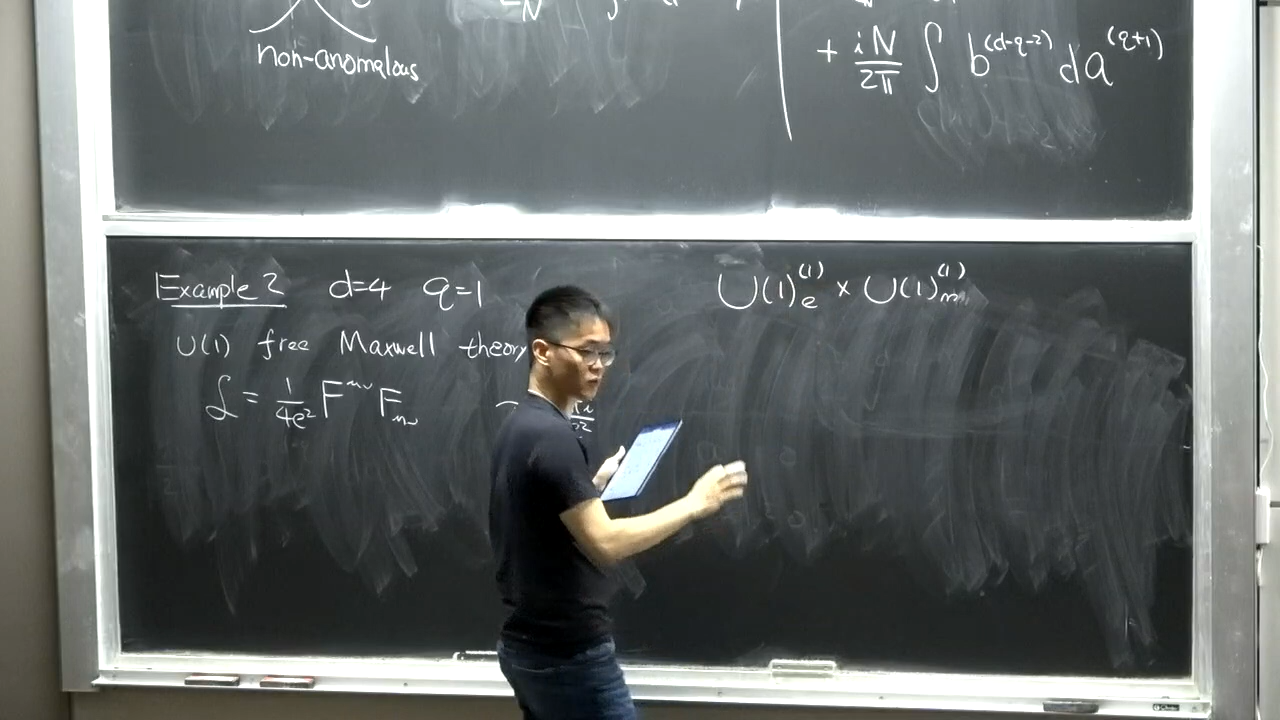 non-anomalous
+ iN/2π ∫ b^(d-q-2) da^(q+1)
Example 2 d=4 q=1
U(1) free Maxwell theory
ℒ = 1/4e² F^μν F_μν
U(1)_e^(1) × U(1)_m^(1)